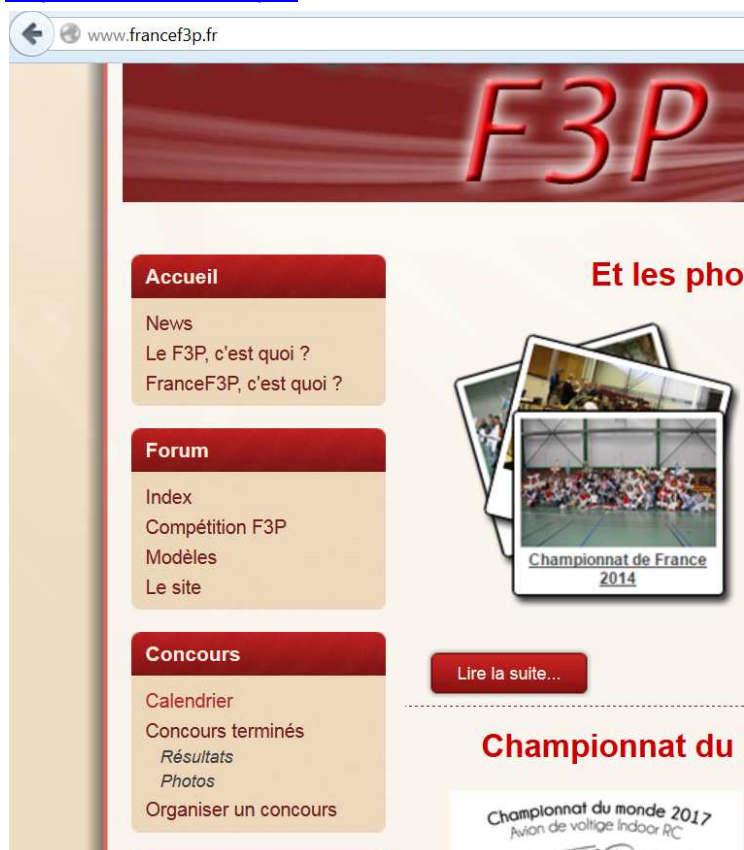 www.francef3p.fr
F3P
Accueil
News
Le F3P, c'est quoi ?
FranceF3P, c'est quoi ?
Forum
Index
Compétition F3P
Modèles
Le site
Concours
Calendrier
Concours terminés
Résultats
Photos
Organiser un concours
Et les pho
Championnat de France
2014
Lire la suite...
Championnat du
Championnat du monde 2017
Avion de voltige Indoor RC